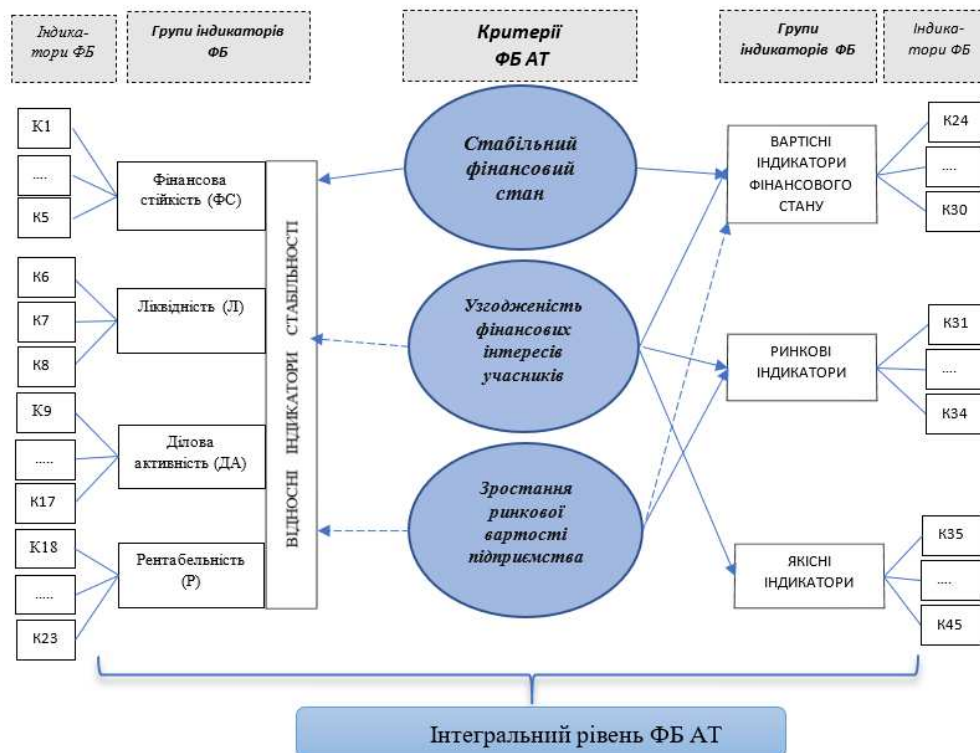 Індика-
тори ФБ
Групи індикаторів
ФБ
Критерії
ФБ АТ
Групи
індикаторів ФБ
Індика-
тори ФБ
К1
....
К5
К6
К7
К8
К9
.....
К17
К18
.....
К23
Фінансова
стійкість (ФС)
Ліквідність (Л)
Ділова
активність (ДА)
Рентабельність
(Р)
ВІДНОСНІ ІНДИКАТОРИ СТАБІЛЬНОСТІ
Стабільний
фінансовий
стан
Узгодженість
фінансових
інтересів
учасників
Зростання
ринкової
вартості
підприємства
ВАРТІСНІ
ІНДИКАТОРИ
ФІНАНСОВОГО
СТАНУ
РИНКОВІ
ІНДИКАТОРИ
ЯКІСНІ
ІНДИКАТОРИ
К24
....
К30
К31
....
К34
К35
....
К45
Інтегральний рівень ФБ АТ